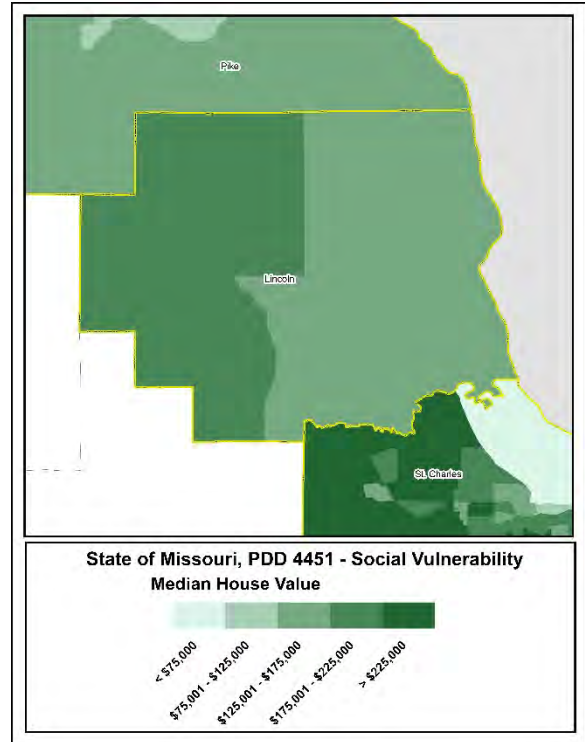 Pike
Lincoln
St. Charles
State of Missouri, PDD 4451 - Social Vulnerability
Median House Value
< $75,000
$75,001 - $125,000
$125,001 - $175,000
$175,001 - $225,000
> $225,000